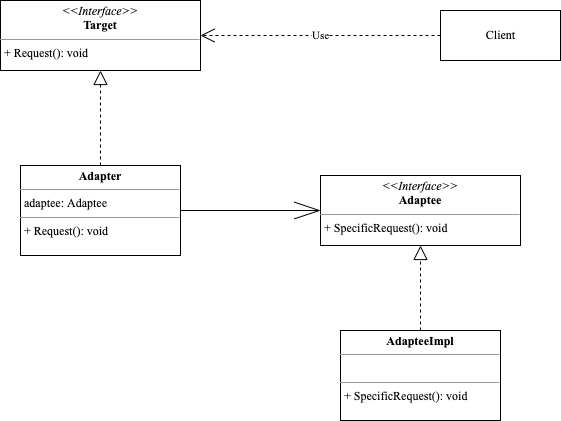 <<Interface>>
Target
+ Request(): void
Use
Client
Adapter
adaptee: Adaptee
+ Request(): void
<<Interface>>
Adaptee
+ SpecificRequest(): void
AdapteeImpl
+ SpecificRequest(): void